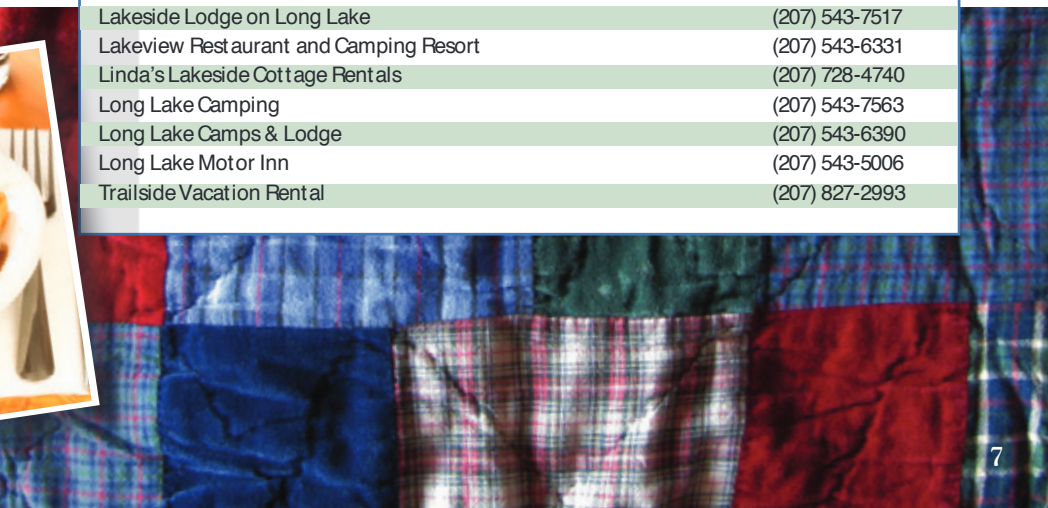 Lakeside Lodge on Long Lake (207) 543-7517
Lakeview Restaurant and Camping Resort (207) 543-6331
Linda's Lakeside Cottage Rentals (207) 728-4740
Long Lake Camping (207) 543-7563
Long Lake Camps & Lodge (207) 543-6390
Long Lake Motor Inn (207) 543-5006
Trailside Vacation Rental (207) 827-2993
7